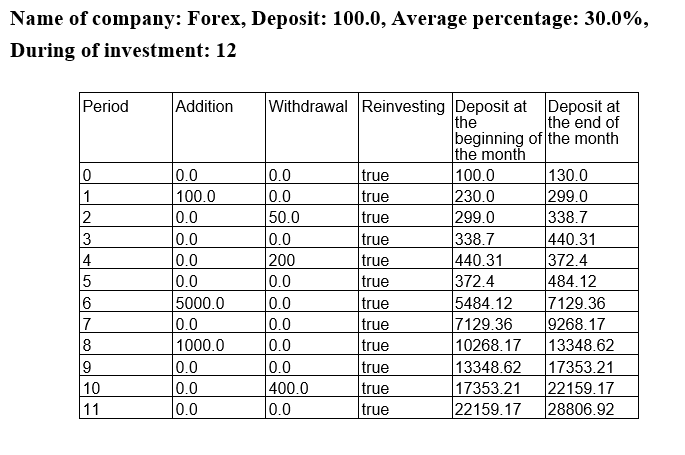 Name of company: Forex, Deposit: 100.0, Average percentage: 30.0%,
During of investment: 12
Period Addition Withdrawal Reinvesting Deposit at the beginning of the month Deposit at the end of the month
0 0.0 0.0 true 100.0 130.0
1 100.0 0.0 true 230.0 299.0
2 0.0 50.0 true 299.0 338.7
3 0.0 0.0 true 338.7 440.31
4 0.0 200 true 440.31 372.4
5 0.0 0.0 true 372.4 484.12
6 5000.0 0.0 true 5484.12 7129.36
7 0.0 0.0 true 7129.36 9268.17
8 1000.0 0.0 true 10268.17 13348.62
9 0.0 0.0 true 13348.62 17353.21
10 0.0 400.0 true 17353.21 22159.17
11 0.0 0.0 true 22159.17 28806.92